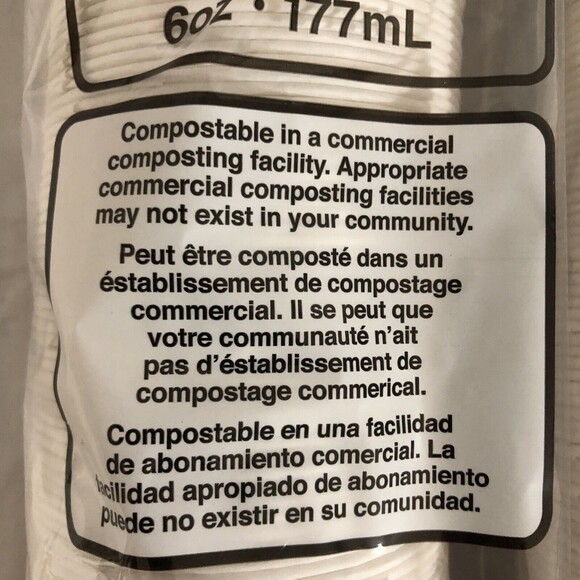 6oz • 177mL
Compostable in a commercial
composting facility. Appropriate
commercial composting facilities
may not exist in your community.
Peut être composté dans un
éstablissement de compostage
commercial. Il se peut que
votre communauté n'ait
pas d'éstablissement de
compostage commerical.
Compostable en una facilidad
de abonamiento comercial. La
facilidad apropiado de abonamiento
puede no existir en su comunidad.